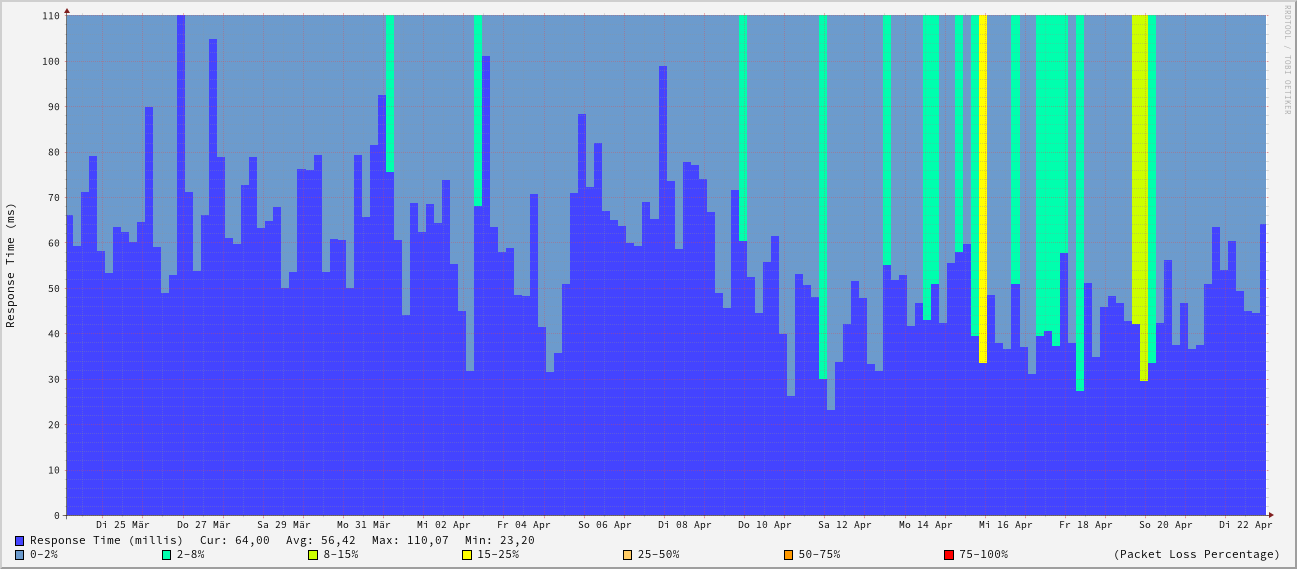 RRDTOOL / TOBI OETIKER
Response Time (ms)
110
100
90
80
70
60
50
40
30
20
10
0
Di 25 Mär Do 27 Mär Sa 29 Mär Mo 31 Mär Mi 02 Apr Fr 04 Apr So 06 Apr Di 08 Apr Do 10 Apr Sa 12 Apr Mo 14 Apr Mi 16 Apr Fr 18 Apr So 20 Apr Di 22 Apr
Response Time (millis) Cur: 64,00 Avg: 56,42 Max: 110,07 Min: 23,20
0-2% 2-8% 8-15% 15-25% 25-50% 50-75% 75-100% (Packet Loss Percentage)